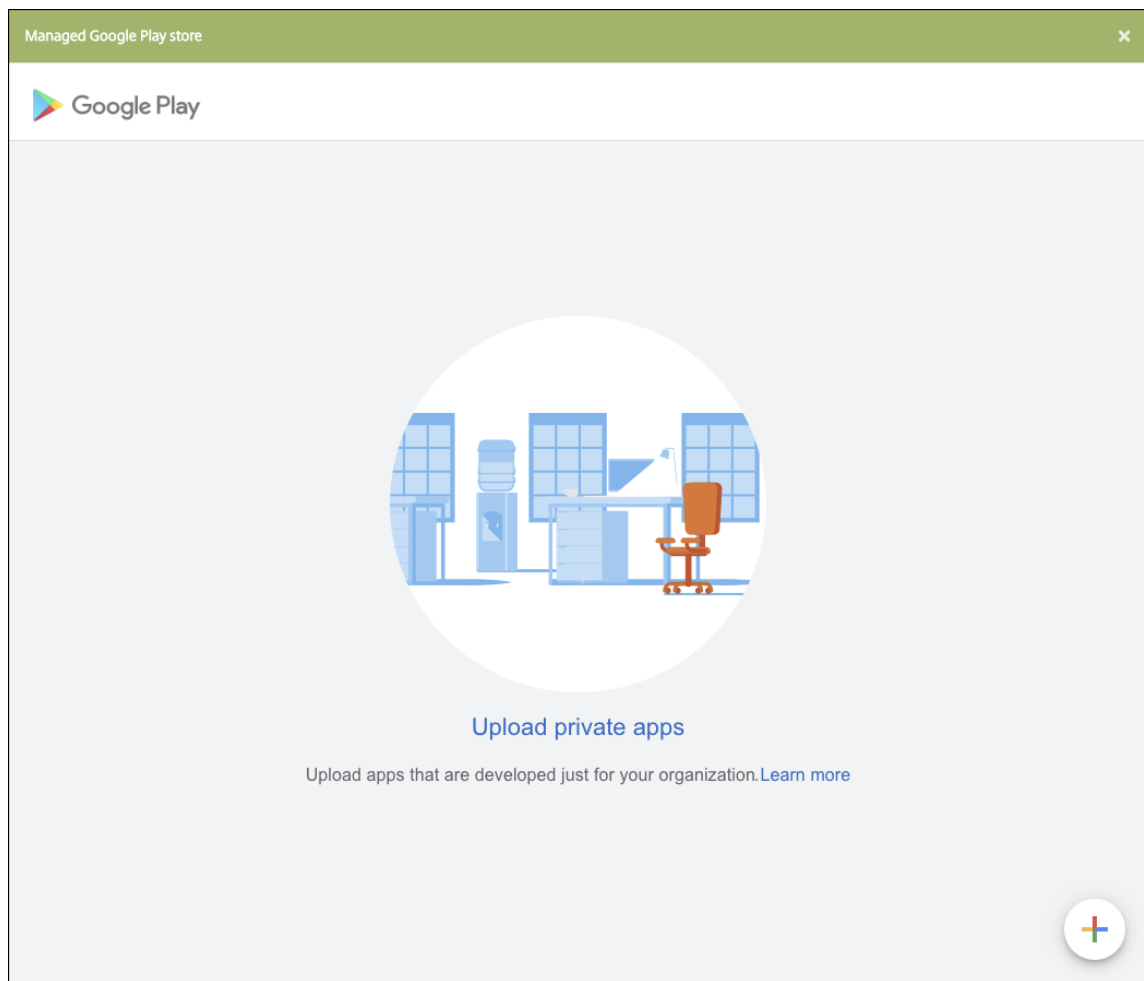 Managed Google Play store
Google Play
Upload private apps
Upload apps that are developed just for your organization.Learn more